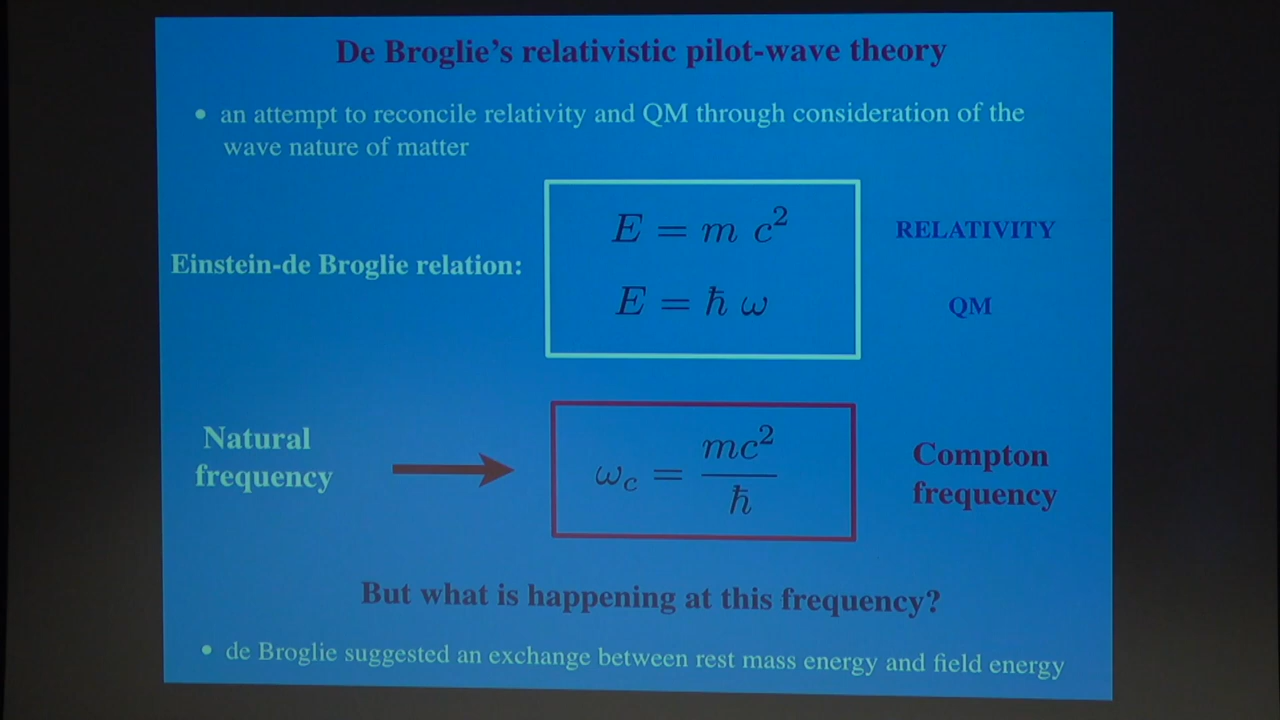 De Broglie's relativistic pilot-wave theory
• an attempt to reconcile relativity and QM through consideration of the
wave nature of matter
E = m c² RELATIVITY
Einstein-de Broglie relation:
E = ħ ω QM
Natural
frequency
ω_c = mc²/ħ
Compton
frequency
But what is happening at this frequency?
• de Broglie suggested an exchange between rest mass energy and field energy